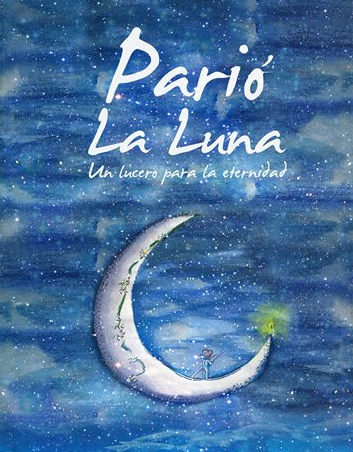 Parió
La Luna
Un lucero para la eternidad